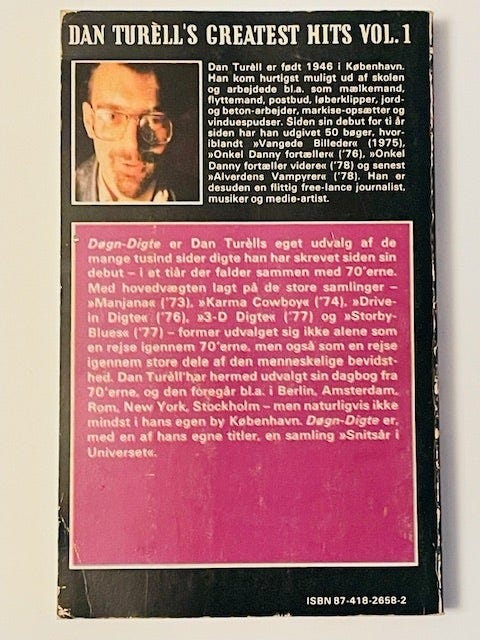 DAN TURÈLL'S GREATEST HITS VOL. 1
Dan Turèll er født 1946 i København.
Han kom hurtigst muligt ud af skolen
og arbejdede bl.a. som mælkemand,
flyttemand, postbud, løberklipper, jord-
og beton-arbejder, markise-opsætter og
vinduespudser. Siden sin debut for ti år
siden har han udgivet 50 bøger, hvor-
iblandt »Vangede Billeder« (1975),
»Onkel Danny fortæller« ('76), »Onkel
Danny fortæller videre« ('78) og senest
»Alverdens Vampyrer« ('78). Han er
desuden en flittig free-lance journalist,
musiker og medie-artist.
Døgn-Digte er Dan Turèlls eget udvalg af de
mange tusind sider digte han har skrevet siden sin
debut – i et tiår der falder sammen med 70'erne.
Med hovedvægten lagt på de store samlinger –
»Manjana« ('73), »Karma Cowboy« ('74), »Drive-
in Digte« ('76), »3-D Digte« ('77) og »Storby-
Blues« ('77) – former udvalget sig ikke alene som
en rejse igennem 70'erne, men også som en rejse
igennem store dele af den menneskelige bevidst-
hed. Dan Turèll har hermed udvalgt sin dagbog fra
70'erne, og den foregår bl.a. i Berlin, Amsterdam,
Rom, New York, Stockholm – men naturligvis ikke
mindst i hans egen by København. Døgn-Digte er,
med en af hans egne titler, en samling »Snitsår i
Universet«.
ISBN 87-418-2658-2